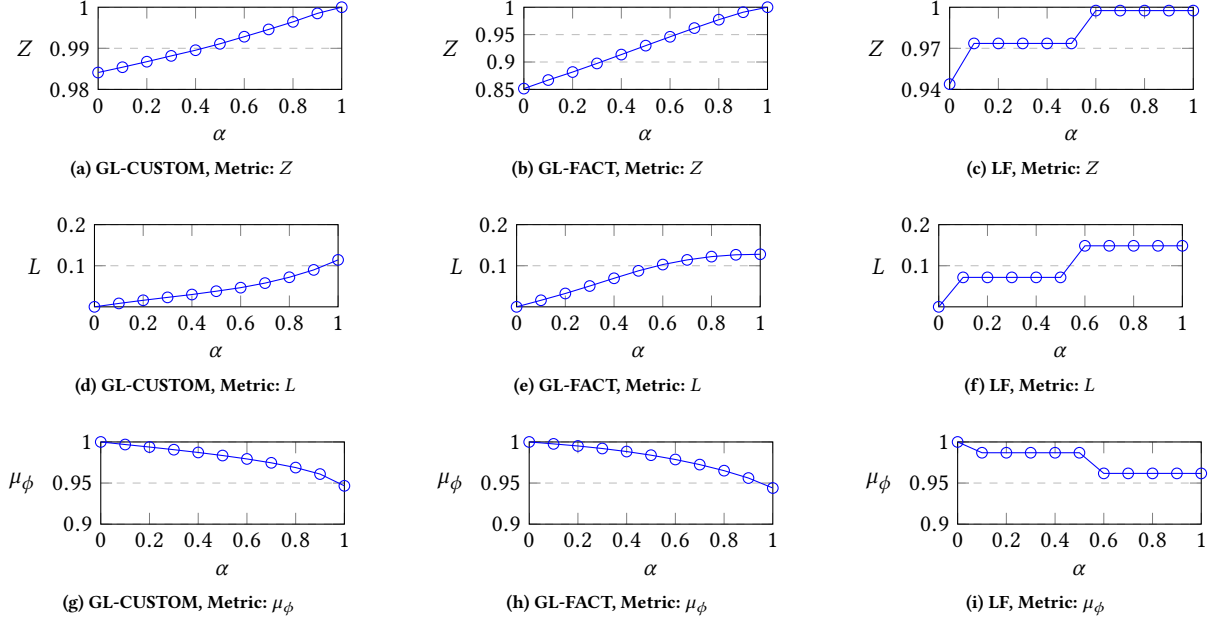 1
0.99
0.98
Z
0 0.2 0.4 0.6 0.8 1
α
(a) GL-CUSTOM, Metric: Z
1
0.95
0.9
0.85
Z
0 0.2 0.4 0.6 0.8 1
α
(b) GL-FACT, Metric: Z
1
0.97
0.94
Z
0 0.2 0.4 0.6 0.8 1
α
(c) LF, Metric: Z
0.2
0.1
L
0 0.2 0.4 0.6 0.8 1
α
(d) GL-CUSTOM, Metric: L
0.2
0.1
L
0 0.2 0.4 0.6 0.8 1
α
(e) GL-FACT, Metric: L
0.2
0.1
L
0 0.2 0.4 0.6 0.8 1
α
(f) LF, Metric: L
1
0.95
0.9
μϕ
0 0.2 0.4 0.6 0.8 1
α
(g) GL-CUSTOM, Metric: μϕ
1
0.95
0.9
μϕ
0 0.2 0.4 0.6 0.8 1
α
(h) GL-FACT, Metric: μϕ
1
0.95
0.9
μϕ
0 0.2 0.4 0.6 0.8 1
α
(i) LF, Metric: μϕ